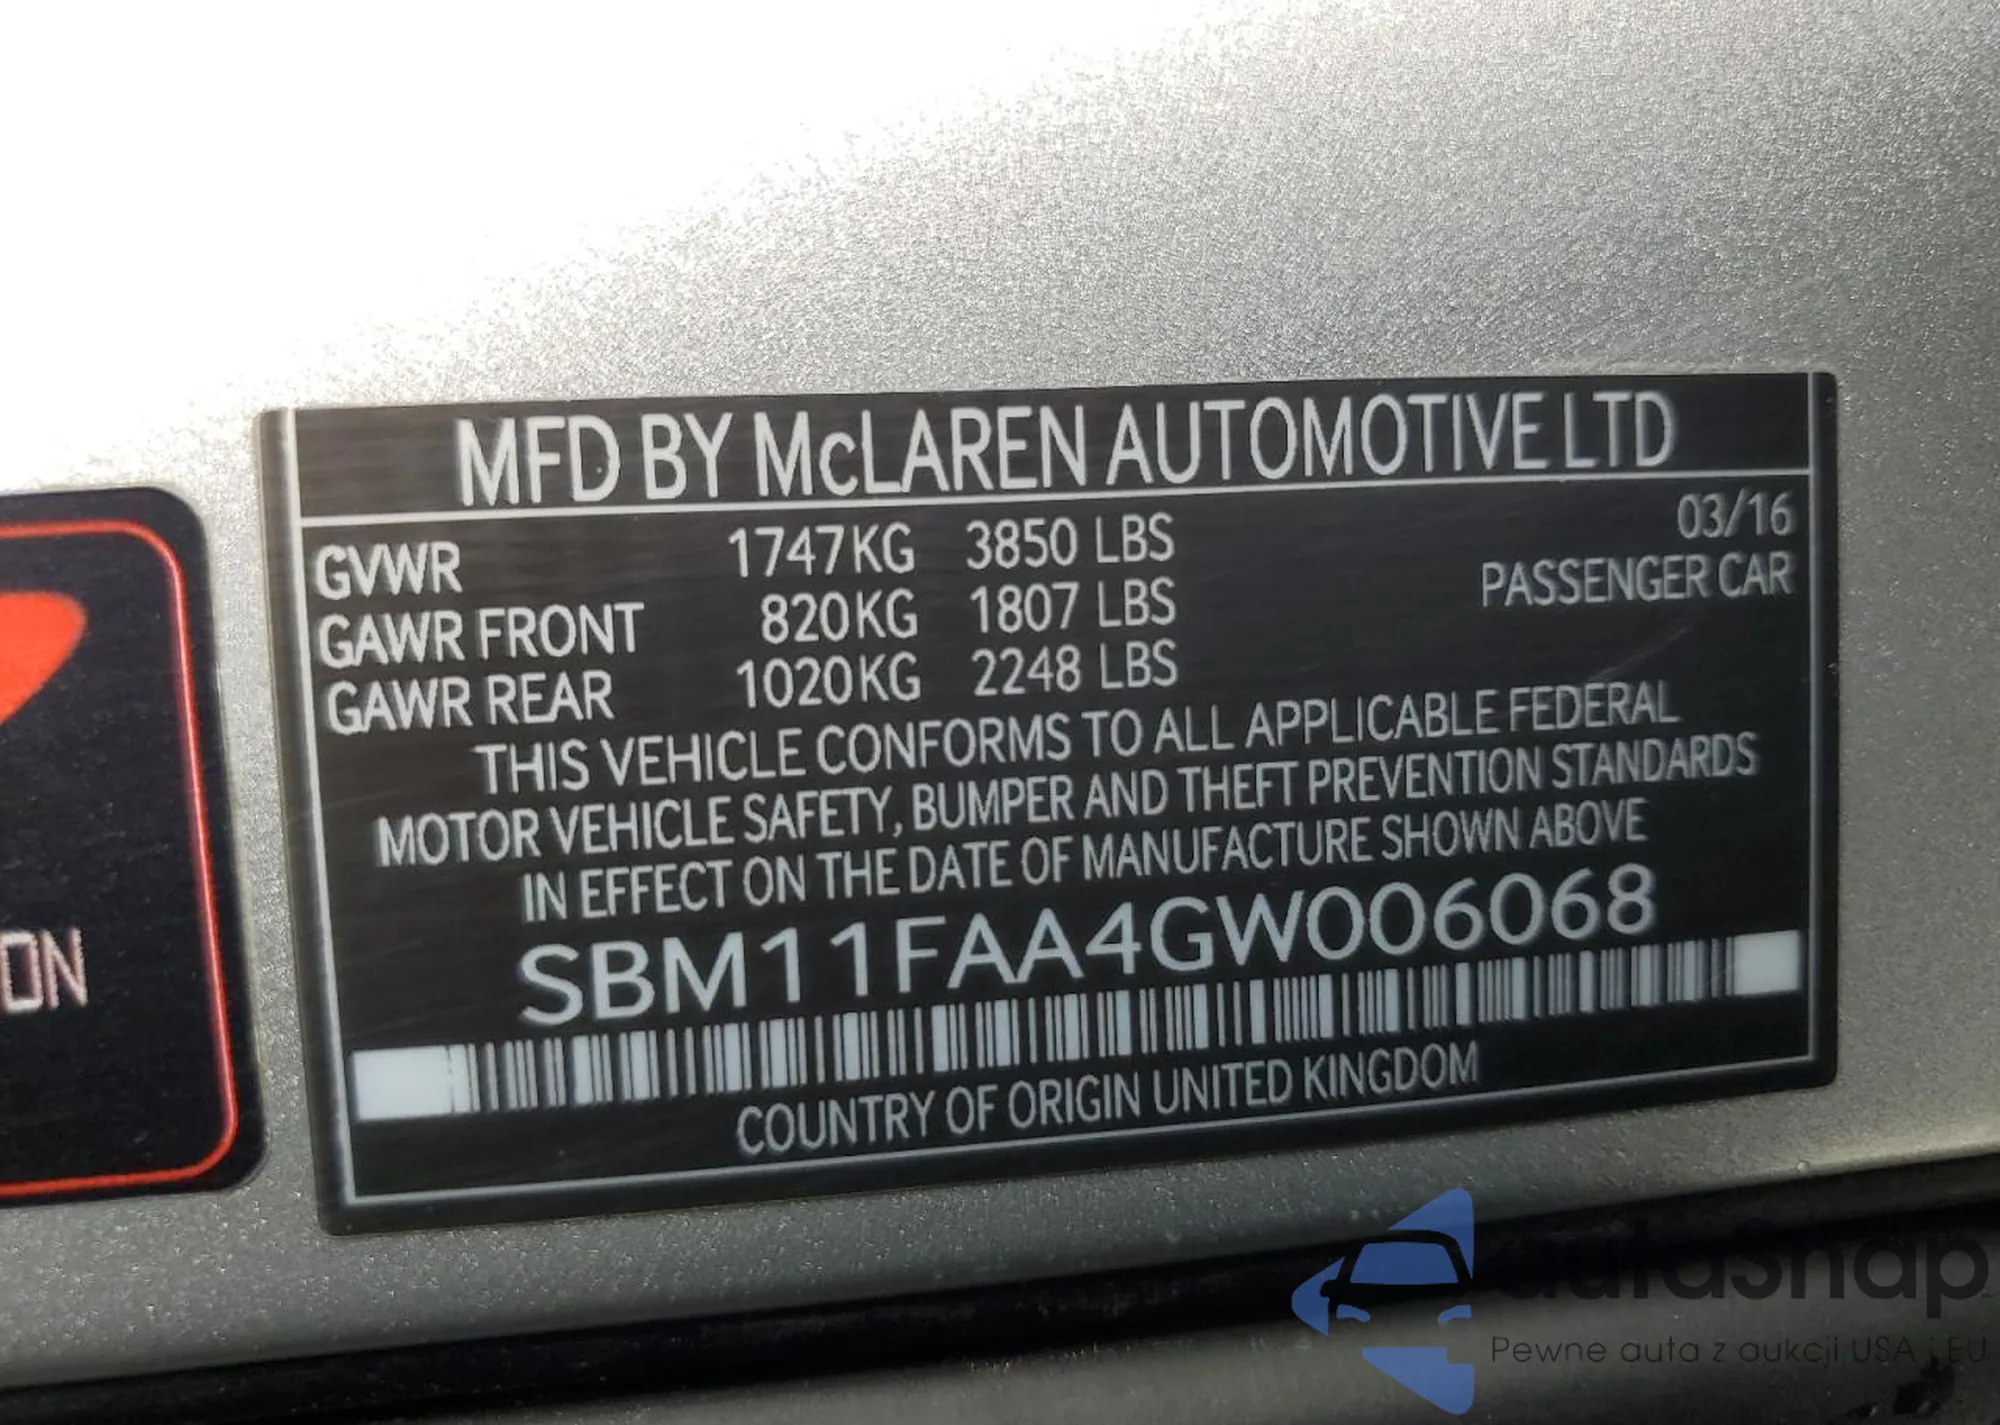 MFD BY McLAREN AUTOMOTIVE LTD
03/16
GVWR 1747KG 3850 LBS
PASSENGER CAR
GAWR FRONT 820KG 1807 LBS
GAWR REAR 1020KG 2248 LBS
THIS VEHICLE CONFORMS TO ALL APPLICABLE FEDERAL
MOTOR VEHICLE SAFETY, BUMPER AND THEFT PREVENTION STANDARDS
IN EFFECT ON THE DATE OF MANUFACTURE SHOWN ABOVE
SBM11FAA4GW006068
COUNTRY OF ORIGIN UNITED KINGDOM
ON
autaSnap
Pewne auta z aukcji USA i EU